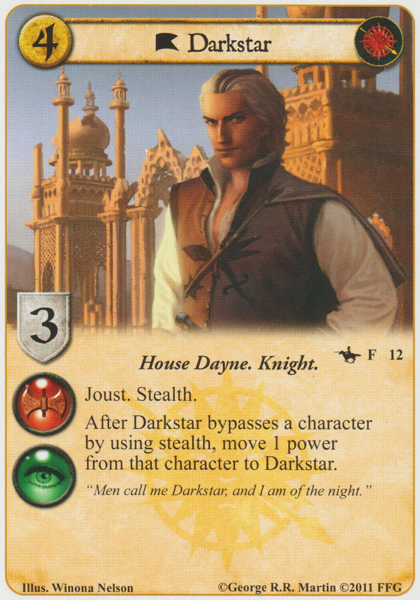 4
Darkstar
3
House Dayne. Knight.
F 12
Joust. Stealth.
After Darkstar bypasses a character
by using stealth, move 1 power
from that character to Darkstar.
“Men call me Darkstar, and I am of the night.”
Illus. Winona Nelson
©George R.R. Martin ©2011 FFG